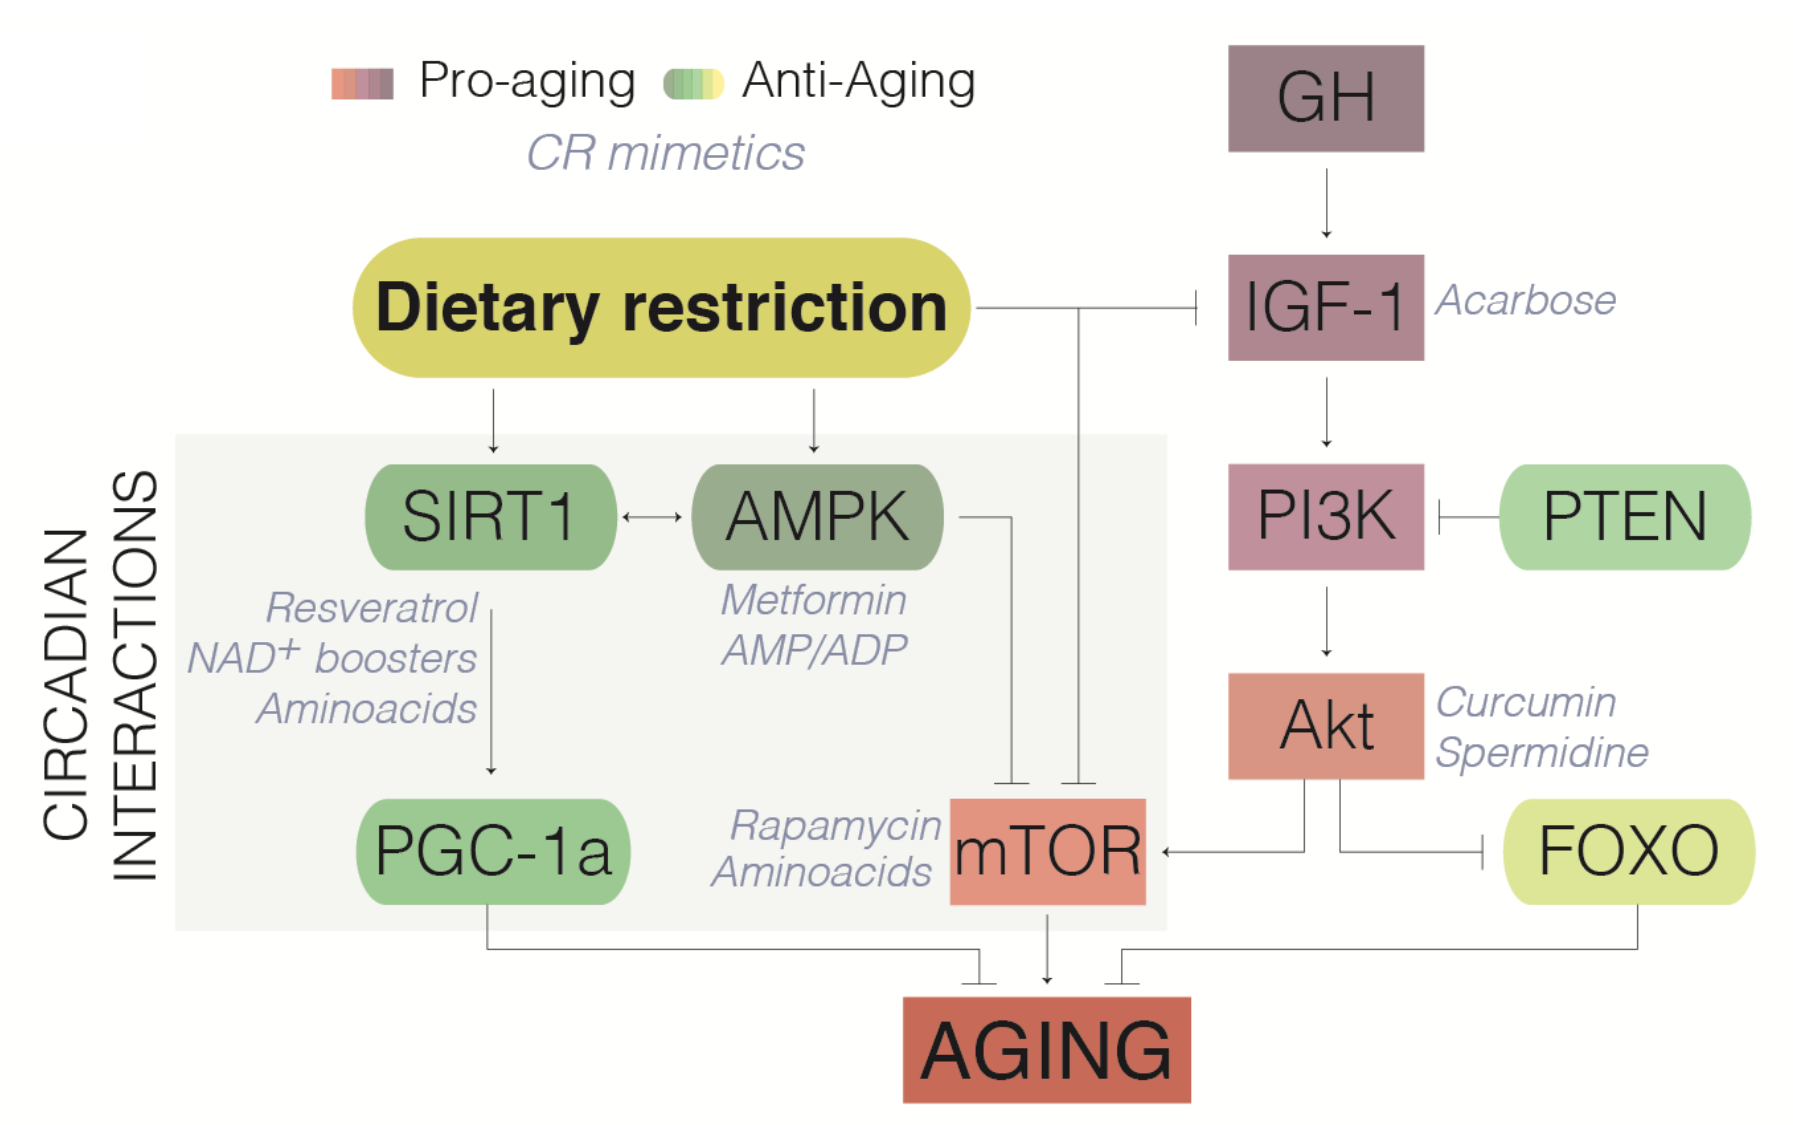 Pro-aging
Anti-Aging
CR mimetics
GH
Dietary restriction
IGF-1
Acarbose
CIRCADIAN
INTERACTIONS
SIRT1
AMPK
PI3K
PTEN
Resveratrol
NAD+ boosters
Aminoacids
Metformin
AMP/ADP
Akt
Curcumin
Spermidine
PGC-1a
Rapamycin
Aminoacids
mTOR
FOXO
AGING